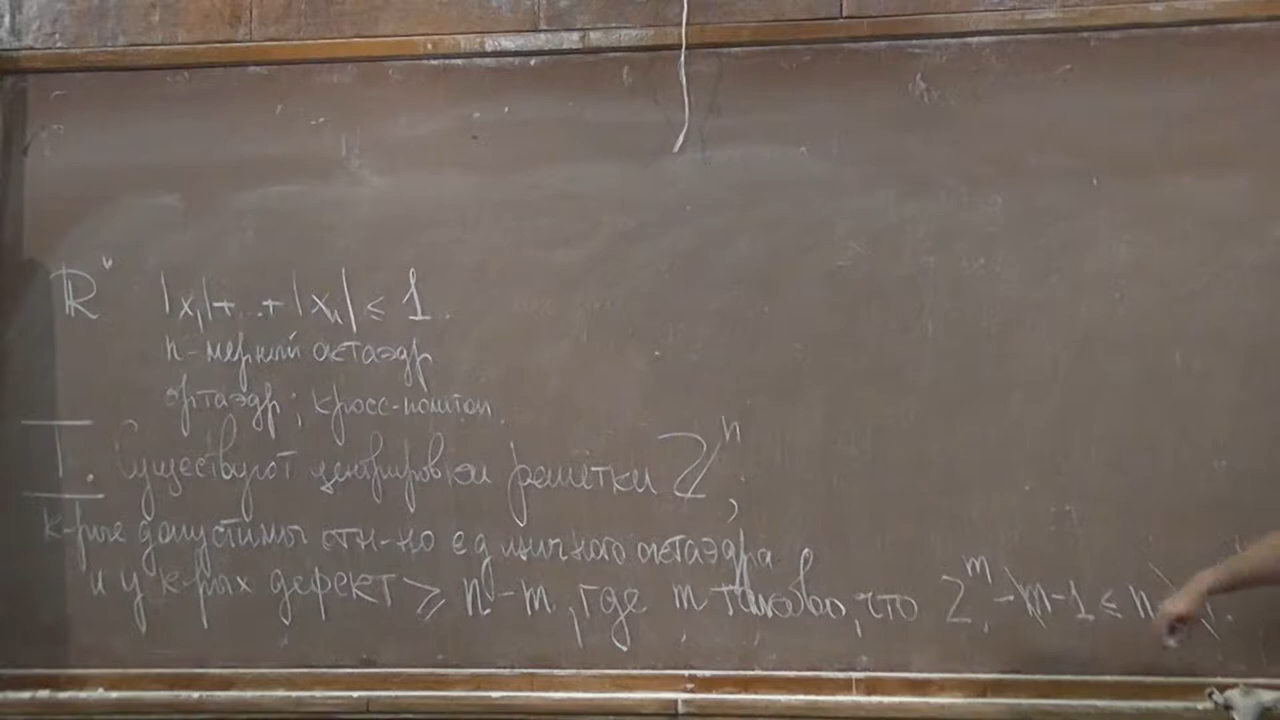 ℝⁿ |x₁|+...+|xₙ| ≤ 1.
n-мерный октаэдр
ортаэдр; кросс-политоп.
Т. Существуют центрировки решетки ℤⁿ,
к-рые допустимы отн-но единичного октаэдра
и у к-рых дефект ⩾ n-m, где m таково, что 2ᵐ-m-1 ≤ n